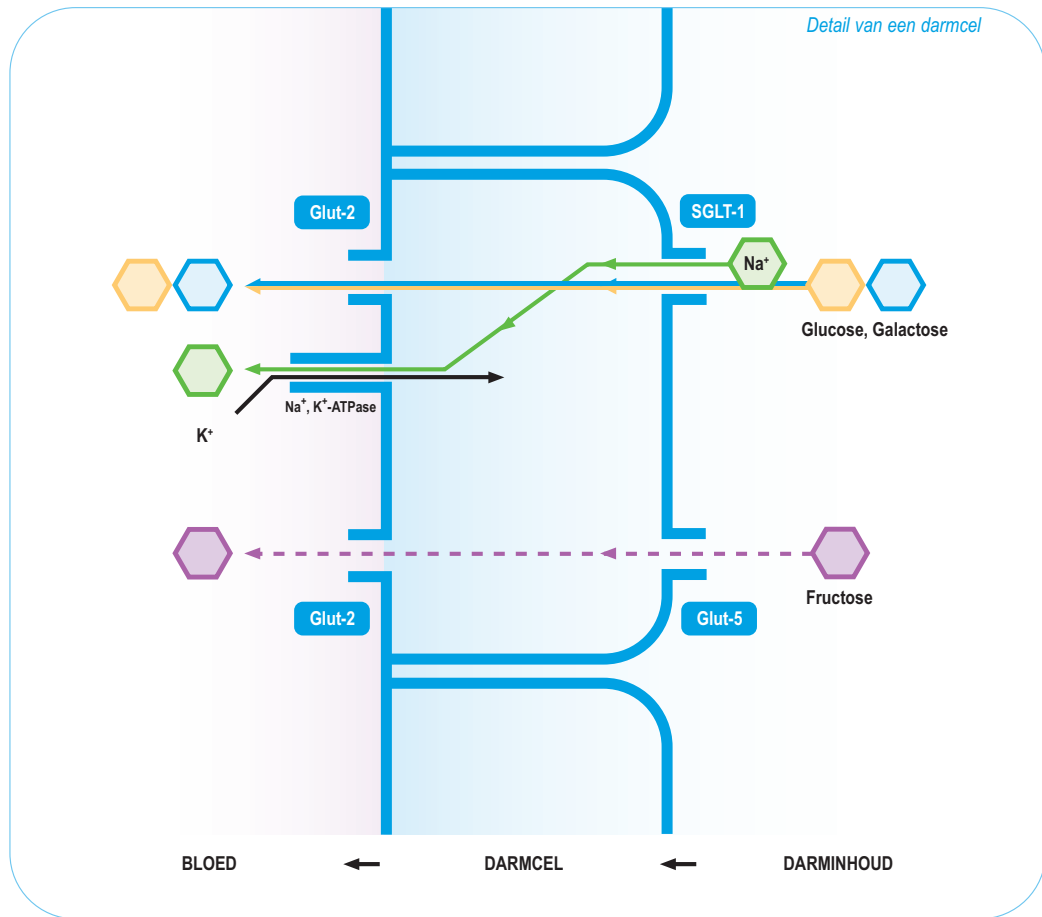 Detail van een darmcel
Glut-2
SGLT-1
Na⁺
Glucose, Galactose
Na⁺, K⁺-ATPase
K⁺
Glut-2
Glut-5
Fructose
BLOED
DARMCEL
DARMINHOUD